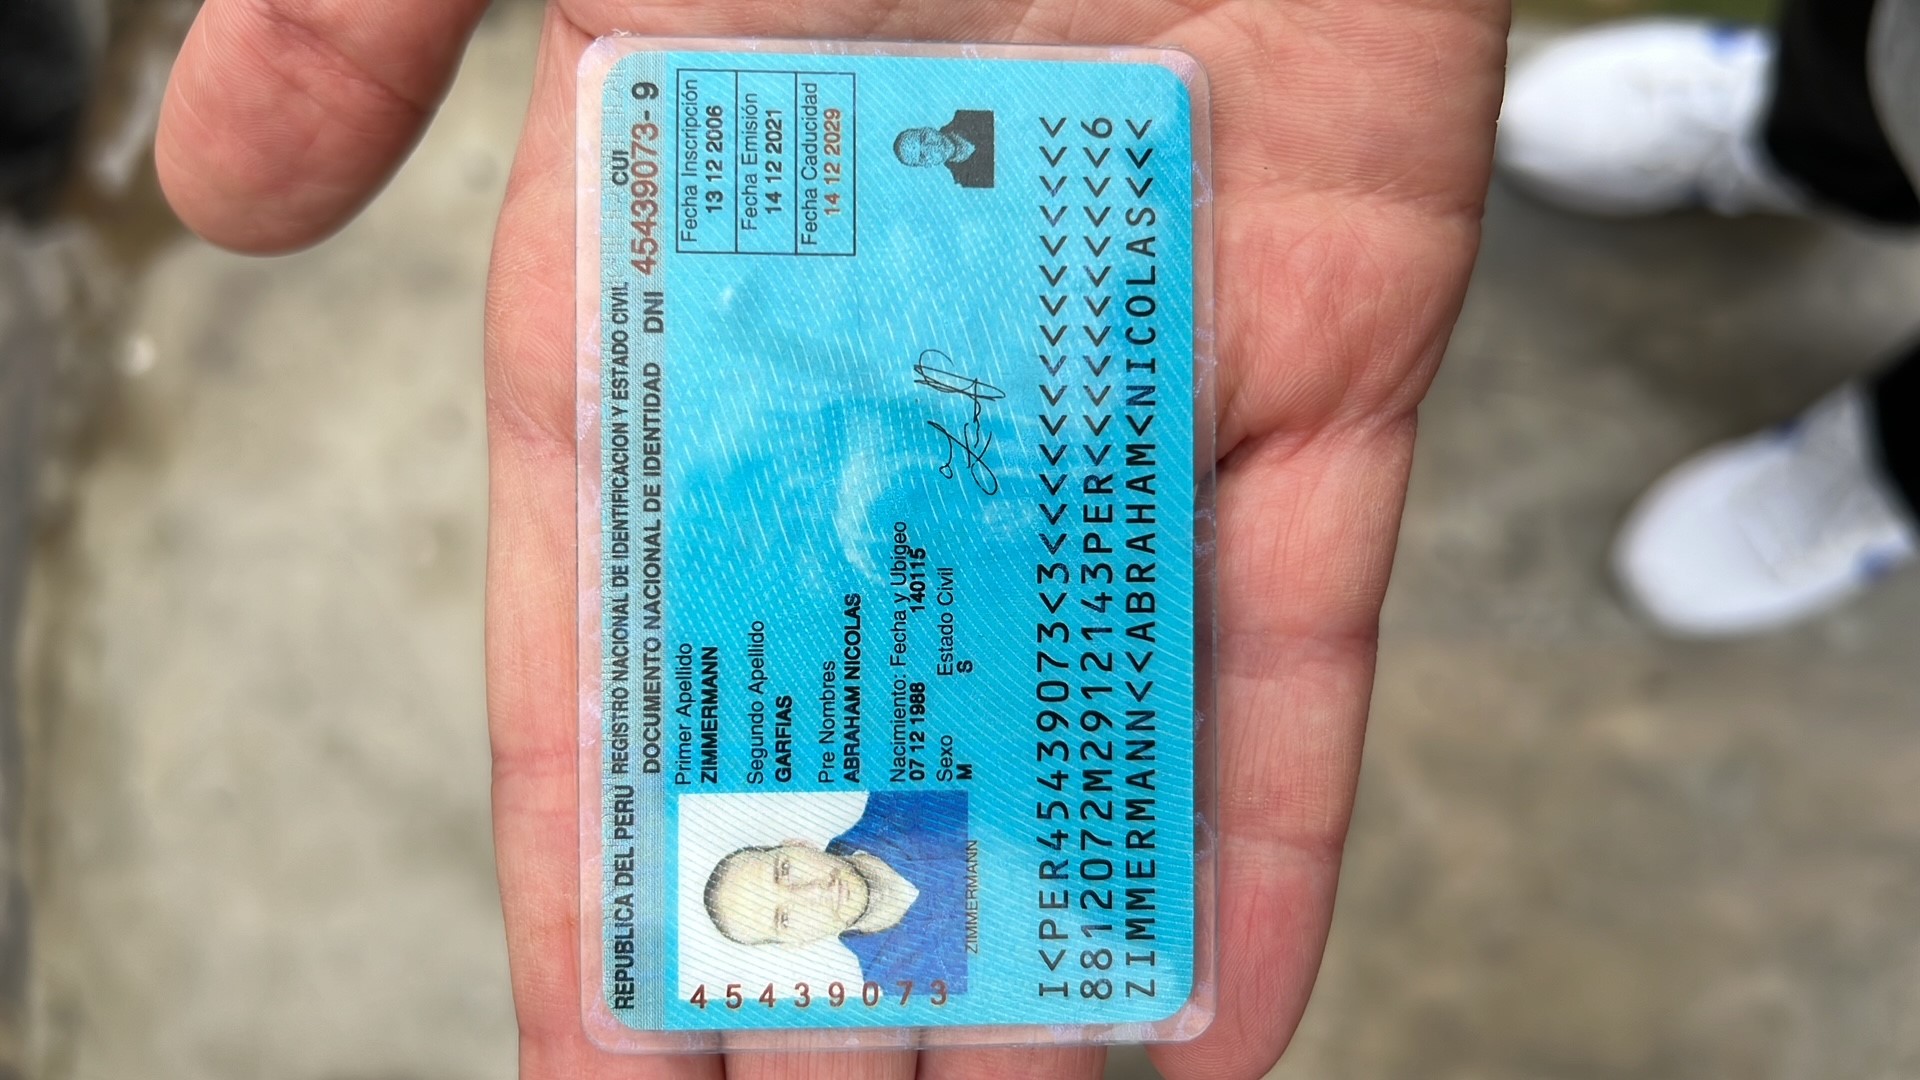 REPUBLICA DEL PERU REGISTRO NACIONAL DE IDENTIFICACION Y ESTADO CIVIL CUI
DOCUMENTO NACIONAL DE IDENTIDAD DNI 45439073- 9
45439073
Primer Apellido
ZIMMERMANN
Segundo Apellido
GARFIAS
Pre Nombres
ABRAHAM NICOLAS
Nacimiento: Fecha y Ubigeo
07 12 1988 140115
Sexo Estado Civil
M S
Fecha Inscripción
13 12 2006
Fecha Emisión
14 12 2021
Fecha Caducidad
14 12 2029
ZIMMERMANN
I<PER45439073<3<<<<<<<<<<<<<<<
8812072M2912143PER<<<<<<<<<<<6
ZIMMERMANN<<ABRAHAM<NICOLAS<<<